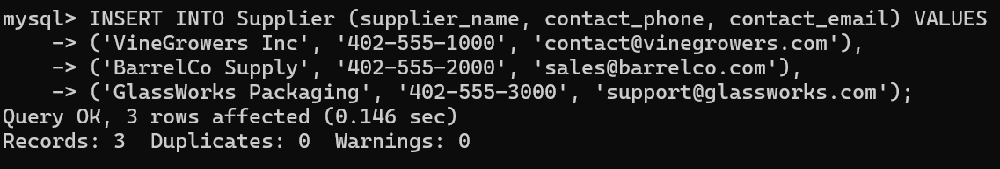 mysql> INSERT INTO Supplier (supplier_name, contact_phone, contact_email) VALUES
    -> ('VineGrowers Inc', '402-555-1000', 'contact@vinegrowers.com'),
    -> ('BarrelCo Supply', '402-555-2000', 'sales@barrelco.com'),
    -> ('GlassWorks Packaging', '402-555-3000', 'support@glassworks.com');
Query OK, 3 rows affected (0.146 sec)
Records: 3  Duplicates: 0  Warnings: 0